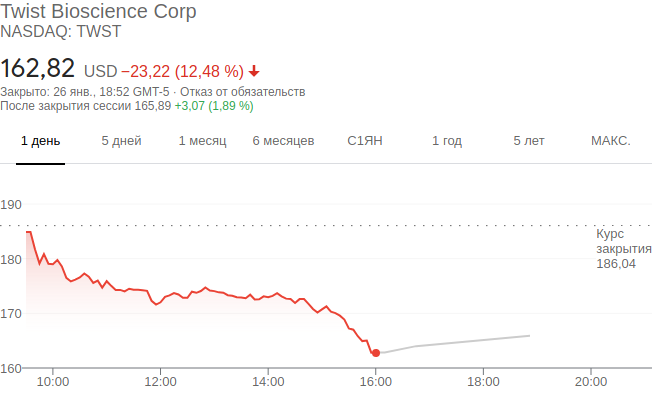 Twist Bioscience Corp
NASDAQ: TWST
162,82 USD −23,22 (12,48 %) ↓
Закрыто: 26 янв., 18:52 GMT-5 · Отказ от обязательств
После закрытия сессии 165,89 +3,07 (1,89 %)
1 день 5 дней 1 месяц 6 месяцев С1ЯН 1 год 5 лет МАКС.
190
Курс
закрытия
186,04
180
170
160
10:00 12:00 14:00 16:00 18:00 20:00